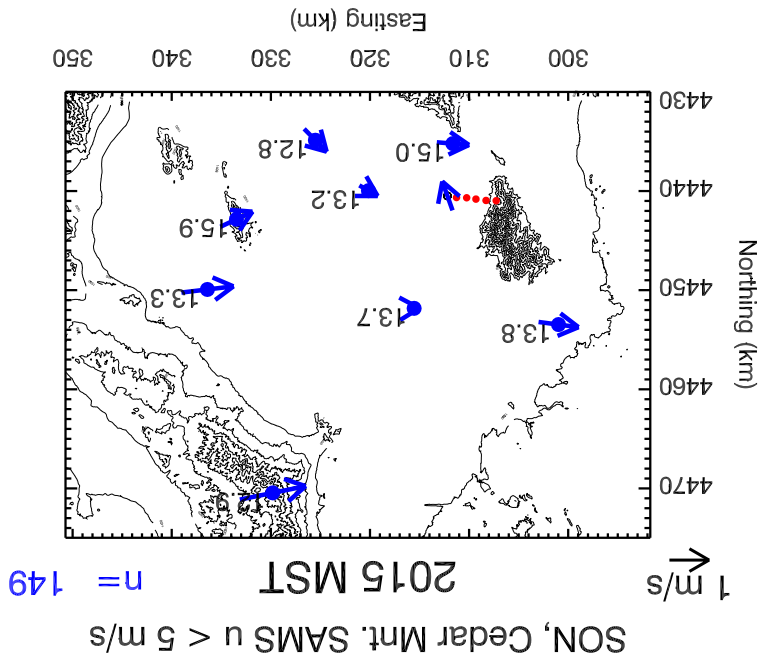 SON, Cedar Mnt. SAMS u < 5 m/s
1 m/s
2015 MST
n= 149
Northing (km)
4470
4460
4450
4440
4430
12.9
13.8
13.7
13.3
15.9
13.2
15.0
12.8
300 310 320 330 340 350
Easting (km)